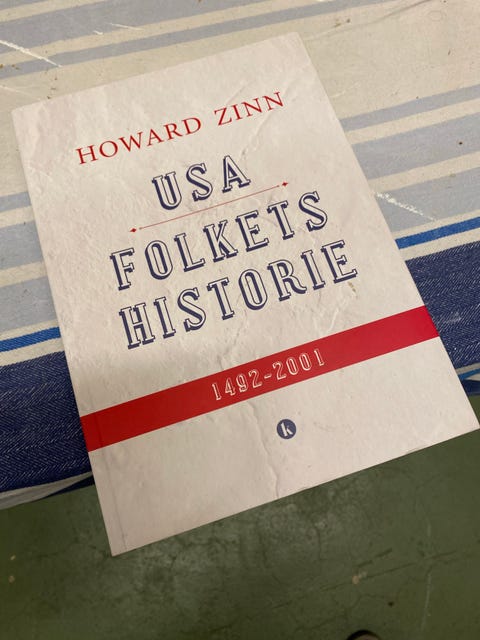 HOWARD ZINN
USA
FOLKETS
HISTORIE
1492-2001
k